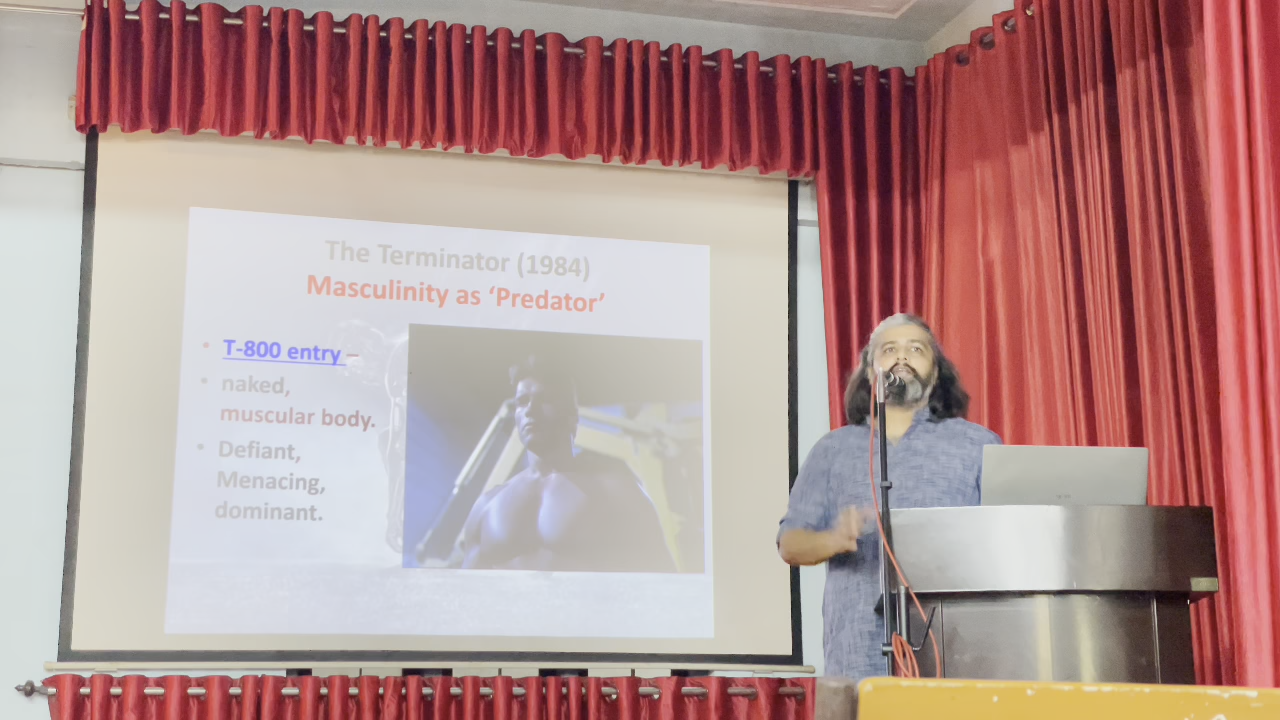 The Terminator (1984)
Masculinity as ‘Predator’
• T-800 entry –
• naked,
muscular body.
• Defiant,
Menacing,
dominant.